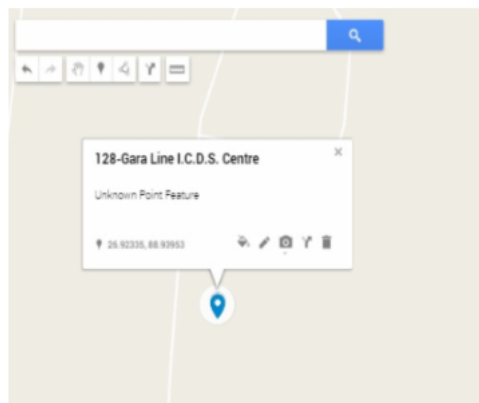 128-Gara Line I.C.D.S. Centre
Unknown Point Feature
26.92335, 88.93953